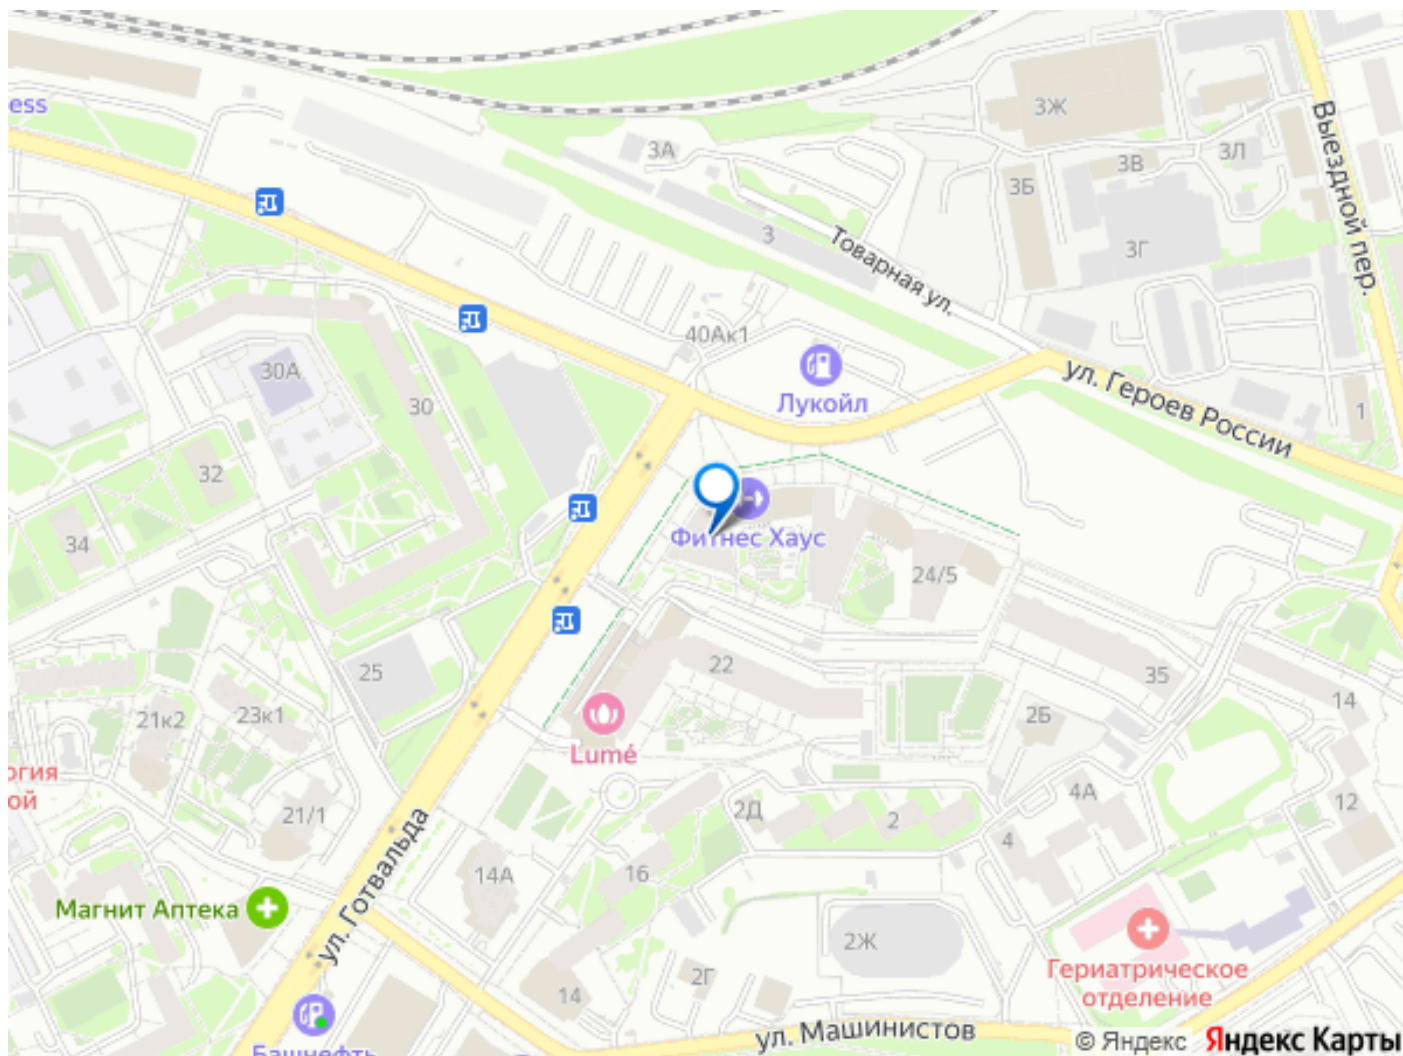 ess
3Ж
3А
3В
3Л
3Б
Выездной пер.
3
Товарная ул.
3Г
40Ак1
30А
Лукойл
ул. Героев России
30
1
32
Фитнес Хаус
34
24/5
22
25
35
14
21к2
23к1
2Б
Lumé
огия
ой
4А
12
21/1
2Д
2
4
ул. Готвальда
14А
16
Магнит Аптека
2Ж
Гериатрическое
отделение
2Г
14
ул. Машинистов
Башнефть
© Яндекс Яндекс Карты